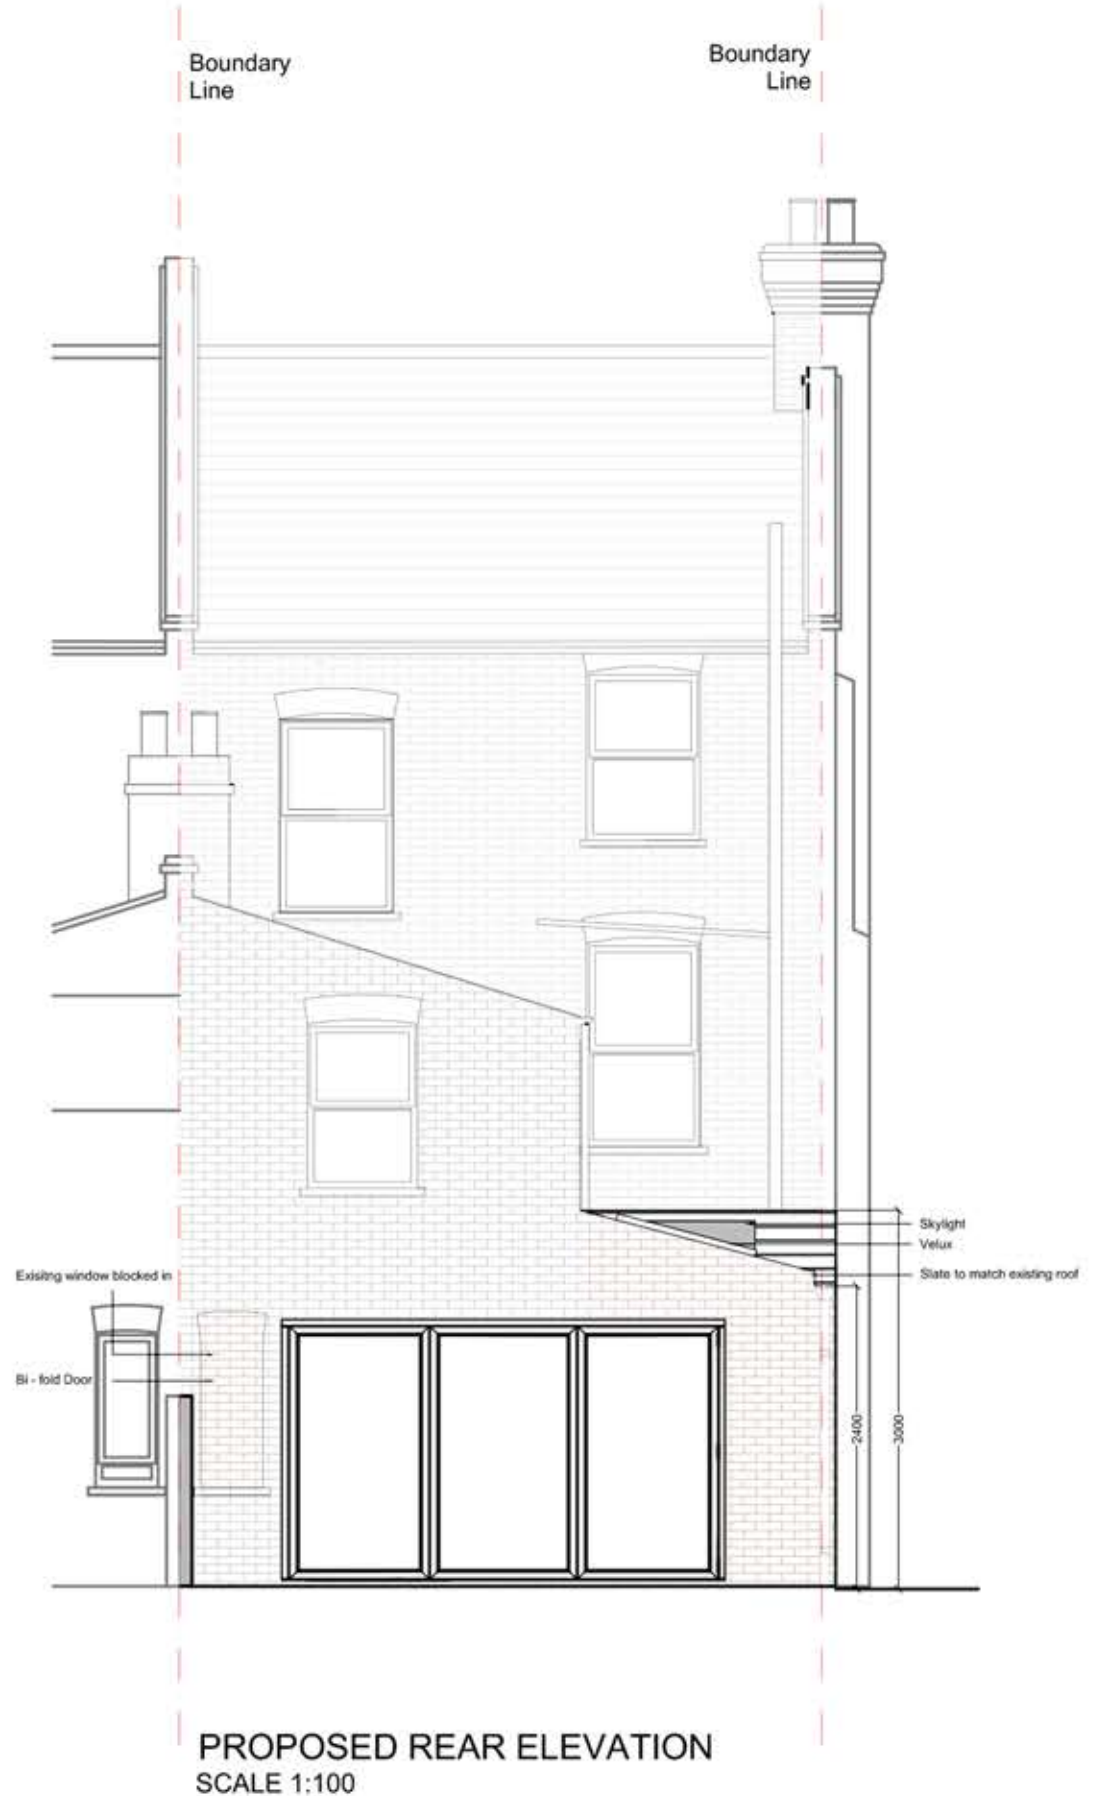 Boundary
Line
Boundary
Line
Skylight
Velux
Slate to match existing roof
Exisitng window blocked in
Bi - fold Door
2400
3000
PROPOSED REAR ELEVATION
SCALE 1:100